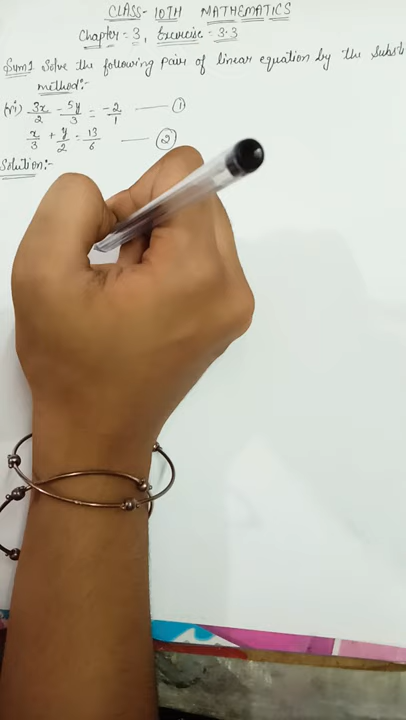 CLASS- 10TH MATHEMATICS
Chapter = 3, Exercise = 3.3
Sum1 Solve the following pair of linear equation by the Substi
method:-
(vi) 3x/2 - 5y/3 = -2/1 —— ①
x/3 + y/2 = 13/6 —— ②
Solution:-